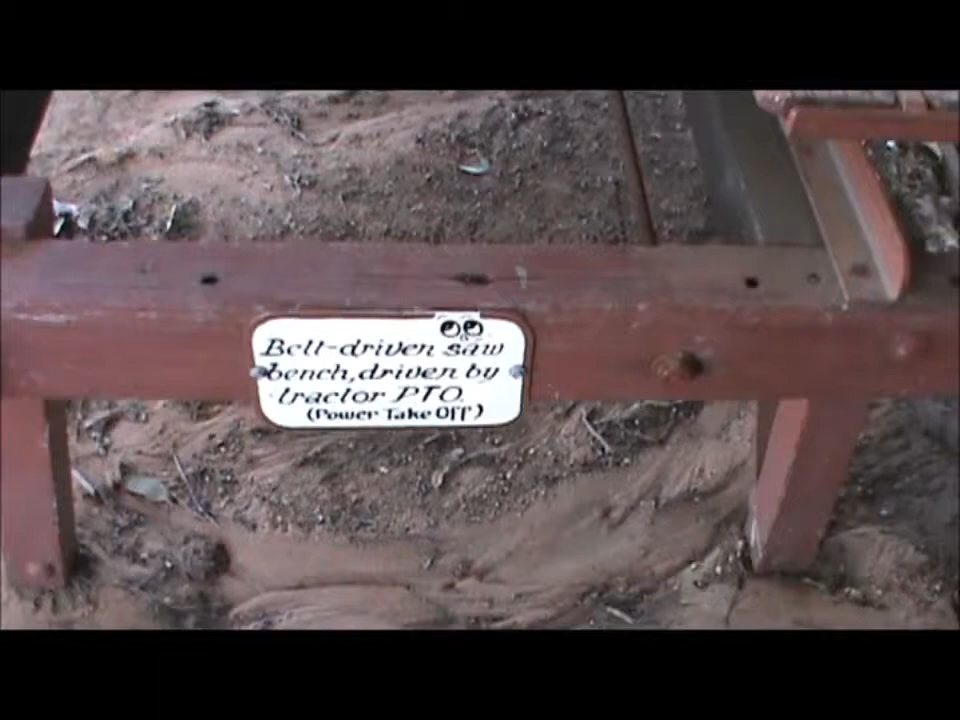 Belt-driven saw
bench, driven by
tractor PTO.
(Power Take Off)